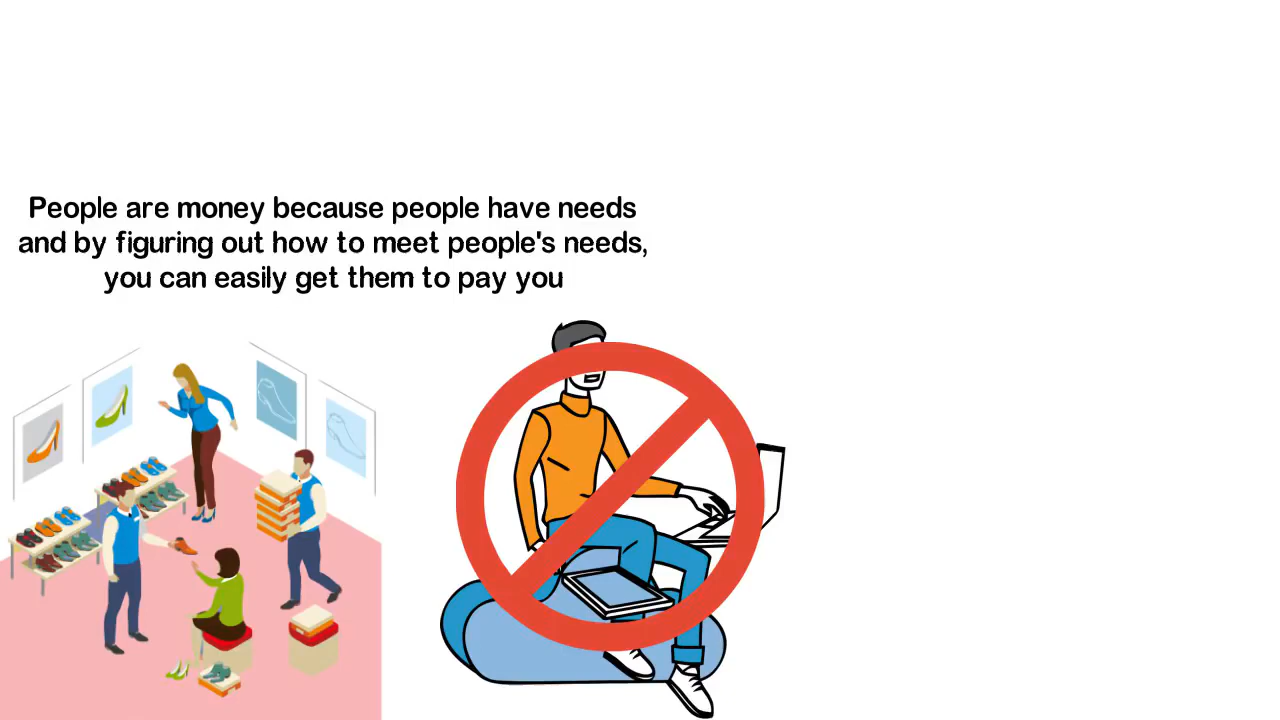 People are money because people have needs
and by figuring out how to meet people's needs,
you can easily get them to pay you